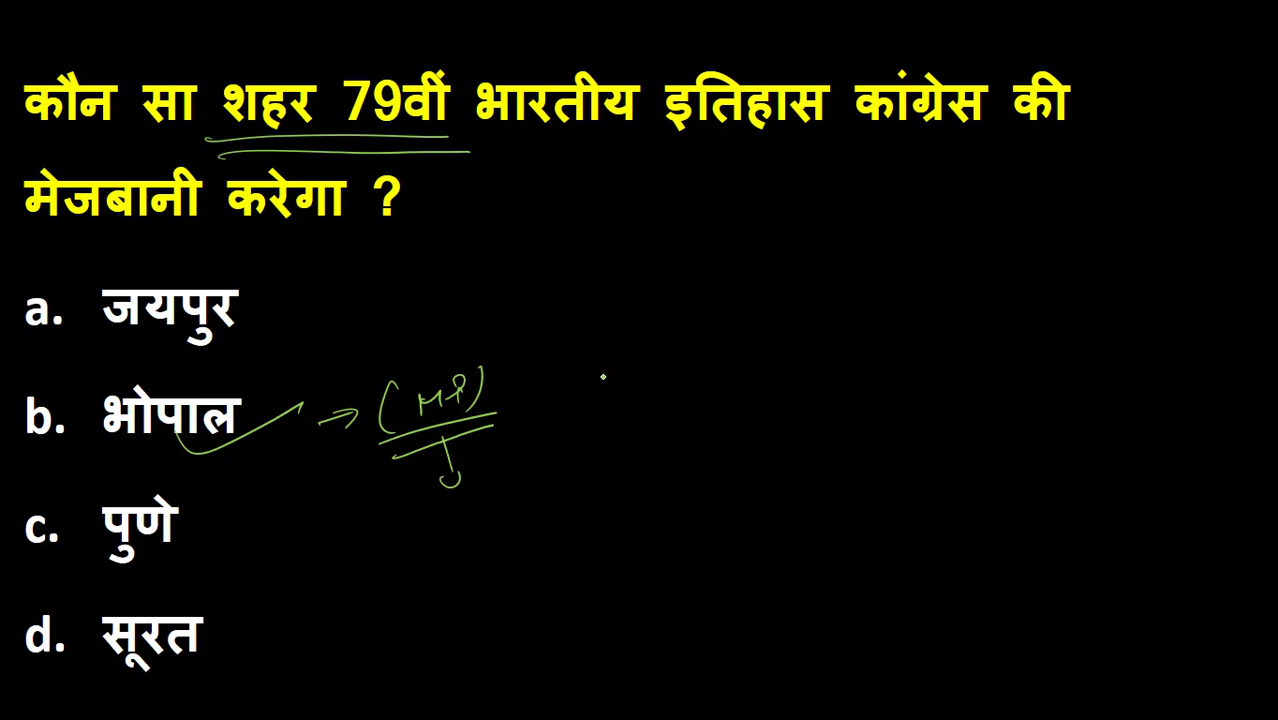 कौन सा शहर 79वीं भारतीय इतिहास कांग्रेस की
मेजबानी करेगा ?
a. जयपुर
b. भोपाल → (MP)
c. पुणे
d. सूरत